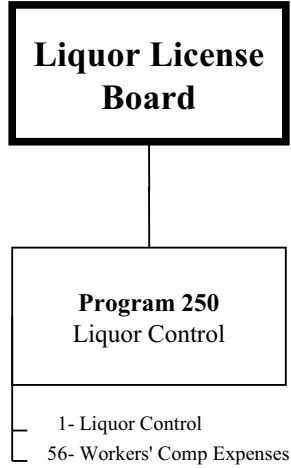 Liquor License
Board
Program 250
Liquor Control
1- Liquor Control
56- Workers' Comp Expenses